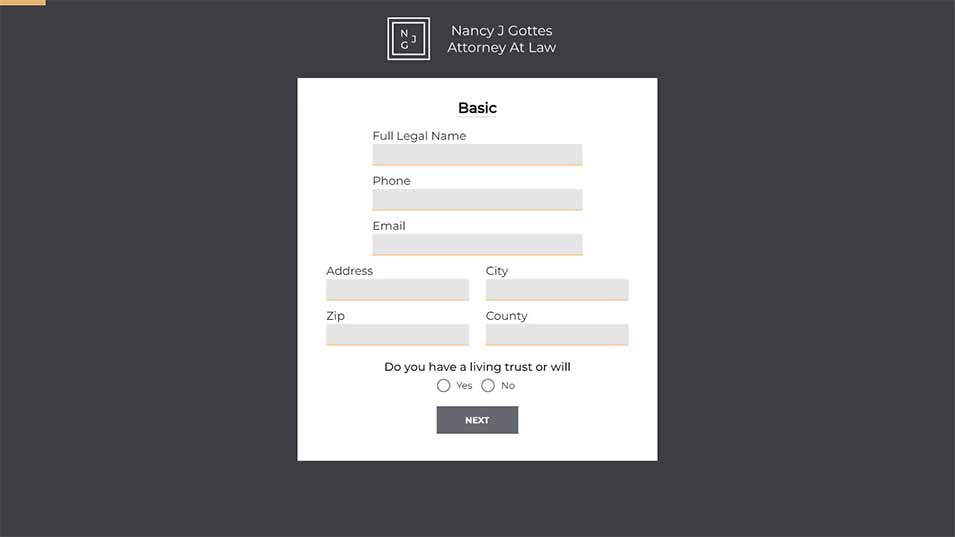 N
J
G
Nancy J Gottes
Attorney At Law
Basic
Full Legal Name
Phone
Email
Address City
Zip County
Do you have a living trust or will
Yes No
NEXT